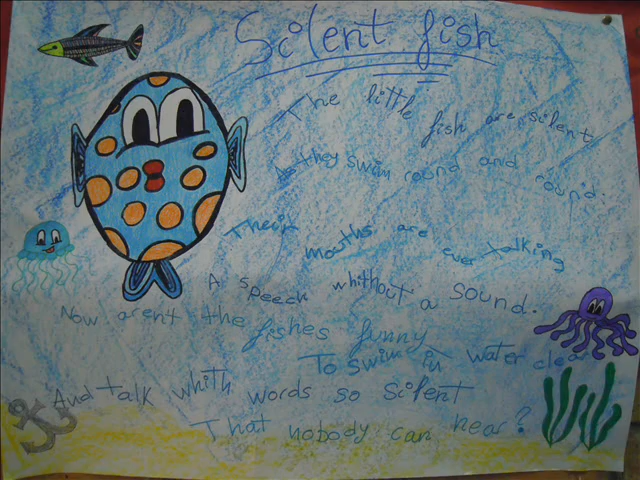 Silent fish
The little fish are silent
As they swim round and round.
Their mouths are ever talking
A speech whithout a sound.
Now arent the fishes funny
To swim in water clear
And talk whith words so silent
That nobody can hear?